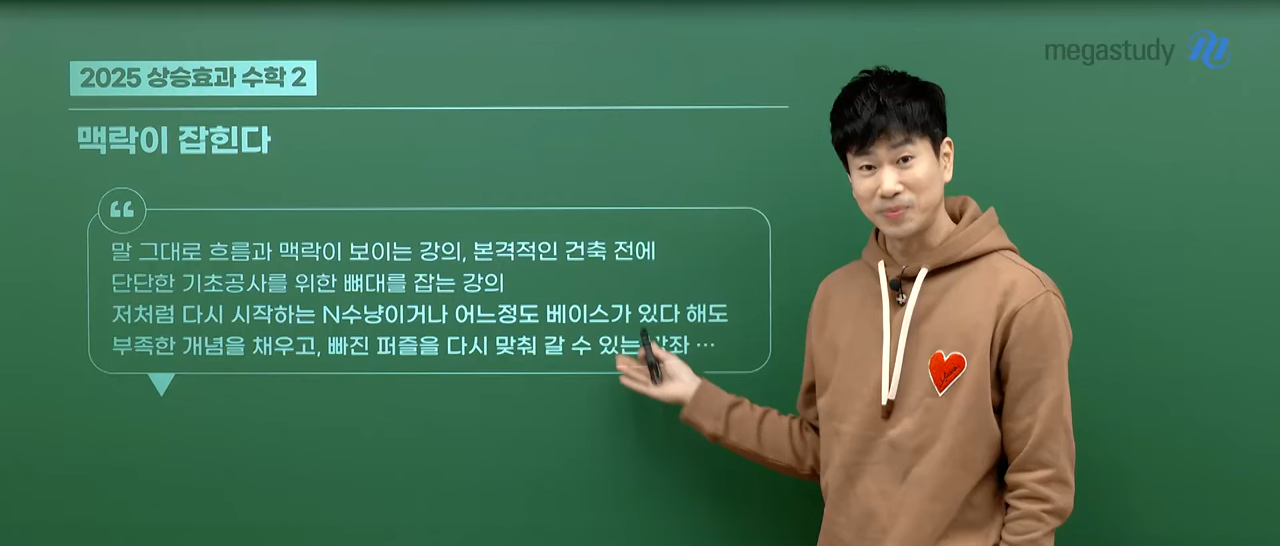 megastudy
2025 상승효과 수학 2
맥락이 잡힌다
말 그대로 흐름과 맥락이 보이는 강의, 본격적인 건축 전에
단단한 기초공사를 위한 뼈대를 잡는 강의
저처럼 다시 시작하는 N수냥이거나 어느정도 베이스가 있다 해도
부족한 개념을 채우고, 빠진 퍼즐을 다시 맞춰 갈 수 있는 …